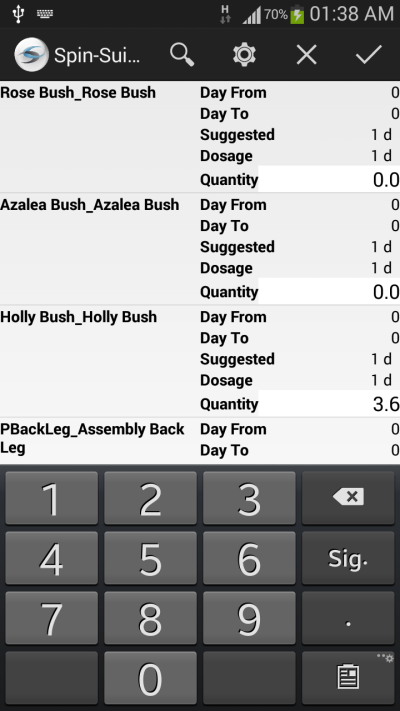 H 70% 01:38 AM
Spin-Sui...
Rose Bush_Rose Bush Day From 0
Day To 0
Suggested 1 d
Dosage 1 d
Quantity 0.0
Azalea Bush_Azalea Bush Day From 0
Day To 0
Suggested 1 d
Dosage 1 d
Quantity 0.0
Holly Bush_Holly Bush Day From 0
Day To 0
Suggested 1 d
Dosage 1 d
Quantity 3.6
PBackLeg_Assembly Back Day From 0
Leg Day To 0
1 2 3
4 5 6 Sig.
7 8 9 .
0